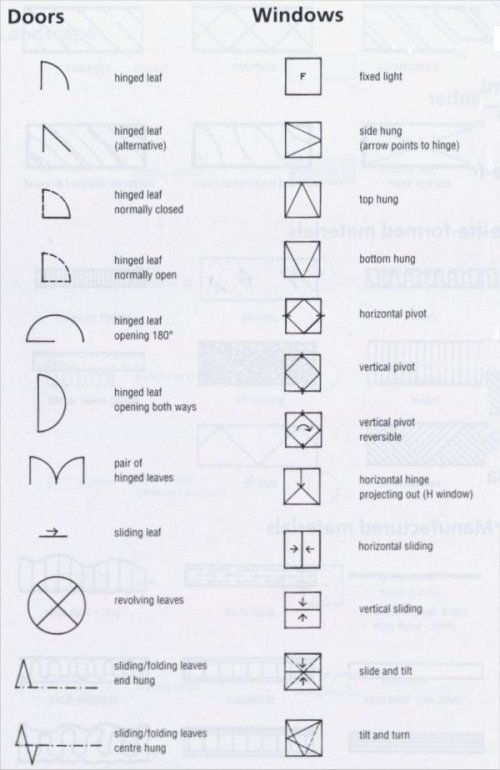 Doors
hinged leaf
hinged leaf
(alternative)
hinged leaf
normally closed
hinged leaf
normally open
hinged leaf
opening 180°
hinged leaf
opening both ways
pair of
hinged leaves
sliding leaf
revolving leaves
sliding/folding leaves
end hung
sliding/folding leaves
centre hung
Windows
F
fixed light
side hung
(arrow points to hinge)
top hung
bottom hung
horizontal pivot
vertical pivot
vertical pivot
reversible
horizontal hinge
projecting out (H window)
horizontal sliding
vertical sliding
slide and tilt
tilt and turn